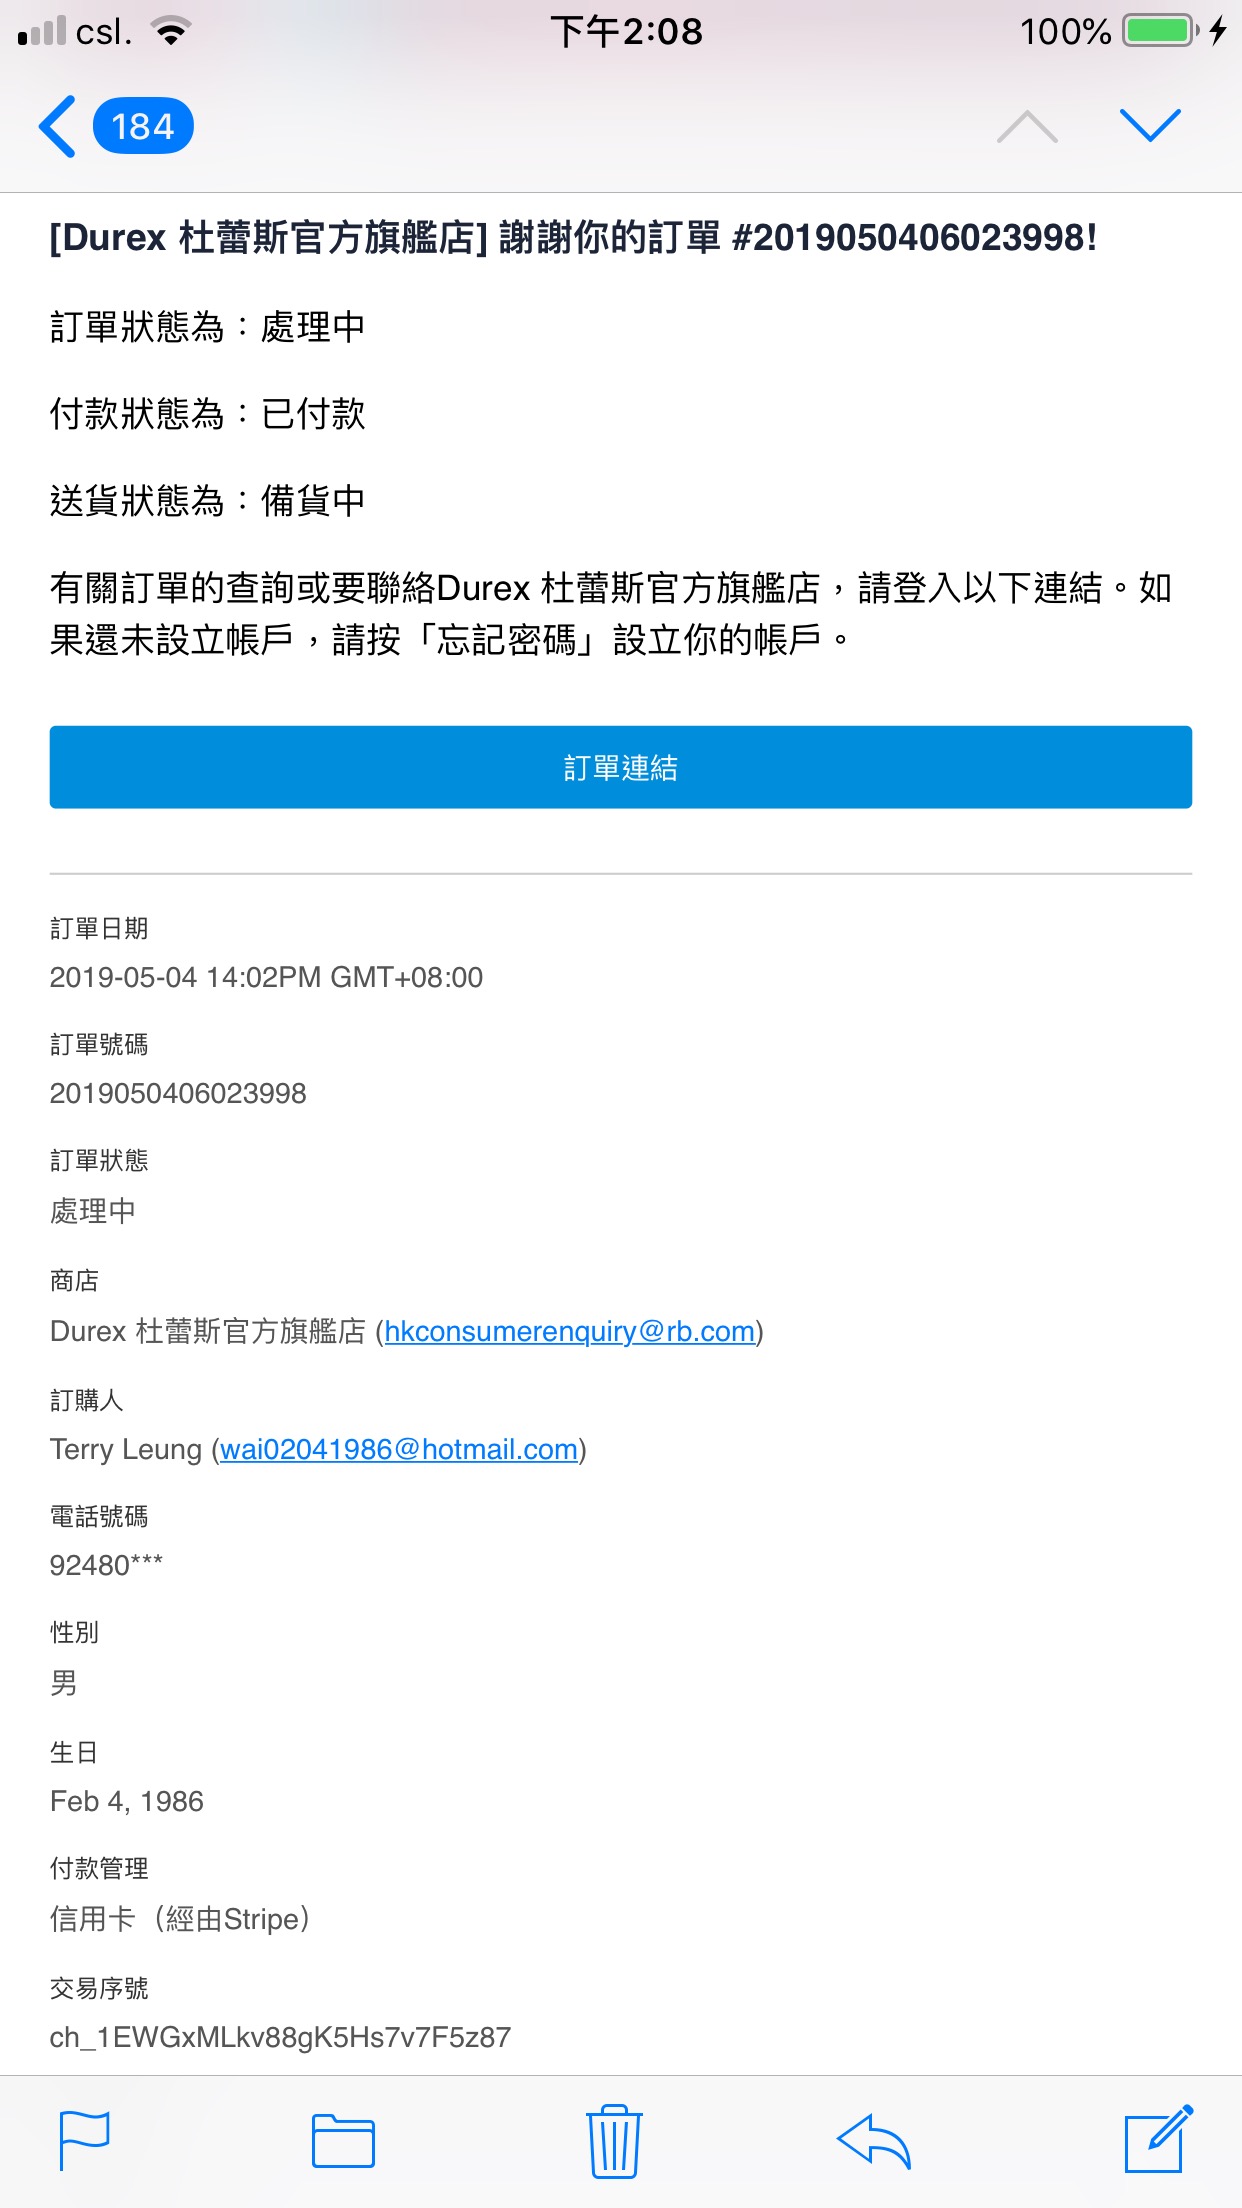 csl.
下午2:08
100%
184
[Durex 杜蕾斯官方旗艦店] 謝謝你的訂單 #2019050406023998!
訂單狀態為：處理中
付款狀態為：已付款
送貨狀態為：備貨中
有關訂單的查詢或要聯絡Durex 杜蕾斯官方旗艦店，請登入以下連結。如
果還未設立帳戶，請按「忘記密碼」設立你的帳戶。
訂單連結
訂單日期
2019-05-04 14:02PM GMT+08:00
訂單號碼
2019050406023998
訂單狀態
處理中
商店
Durex 杜蕾斯官方旗艦店 (hkconsumerenquiry@rb.com)
訂購人
Terry Leung (wai02041986@hotmail.com)
電話號碼
92480***
性別
男
生日
Feb 4, 1986
付款管理
信用卡（經由Stripe）
交易序號
ch_1EWGxMLkv88gK5Hs7v7F5z87